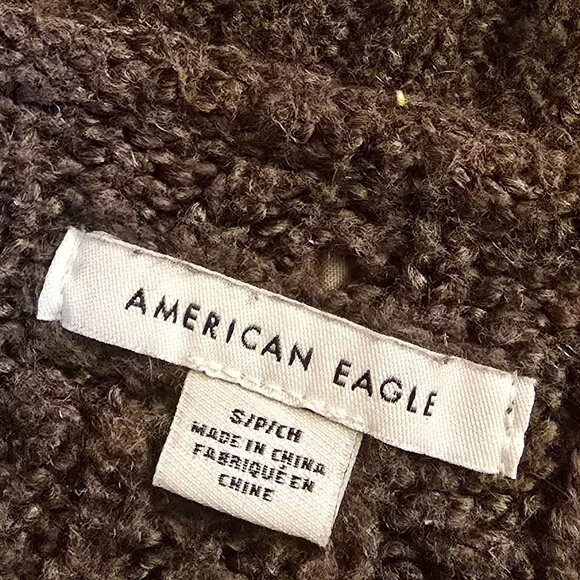 AMERICAN EAGLE
S/P/CH
MADE IN CHINA
FABRIQUÉ EN
CHINE